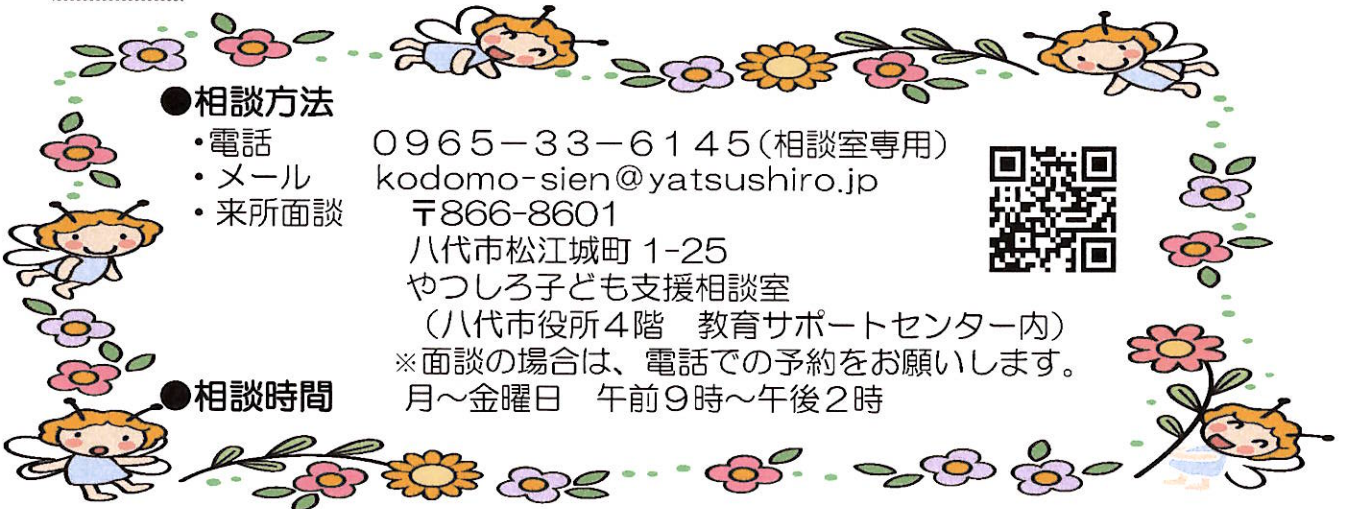 ●相談方法
・電話　０９６５－３３－６１４５(相談室専用)
・メール　kodomo-sien@yatsushiro.jp
・来所面談　〒866-8601
八代市松江城町 1-25
やつしろ子ども支援相談室
（八代市役所４階　教育サポートセンター内）
※面談の場合は、電話での予約をお願いします。
●相談時間　月～金曜日　午前９時～午後２時